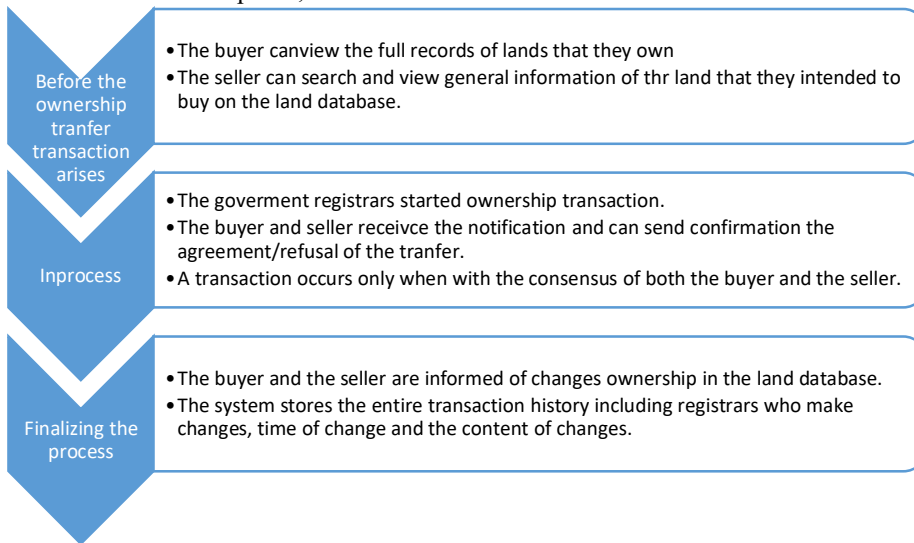 Before the
ownership
tranfer
transaction
arises
•The buyer canview the full records of lands that they own
•The seller can search and view general information of thr land that they intended to
buy on the land database.
Inprocess
•The goverment registrars started ownership transaction.
•The buyer and seller receivce the notification and can send confirmation the
agreement/refusal of the tranfer.
•A transaction occurs only when with the consensus of both the buyer and the seller.
Finalizing the
process
•The buyer and the seller are informed of changes ownership in the land database.
•The system stores the entire transaction history including registrars who make
changes, time of change and the content of changes.